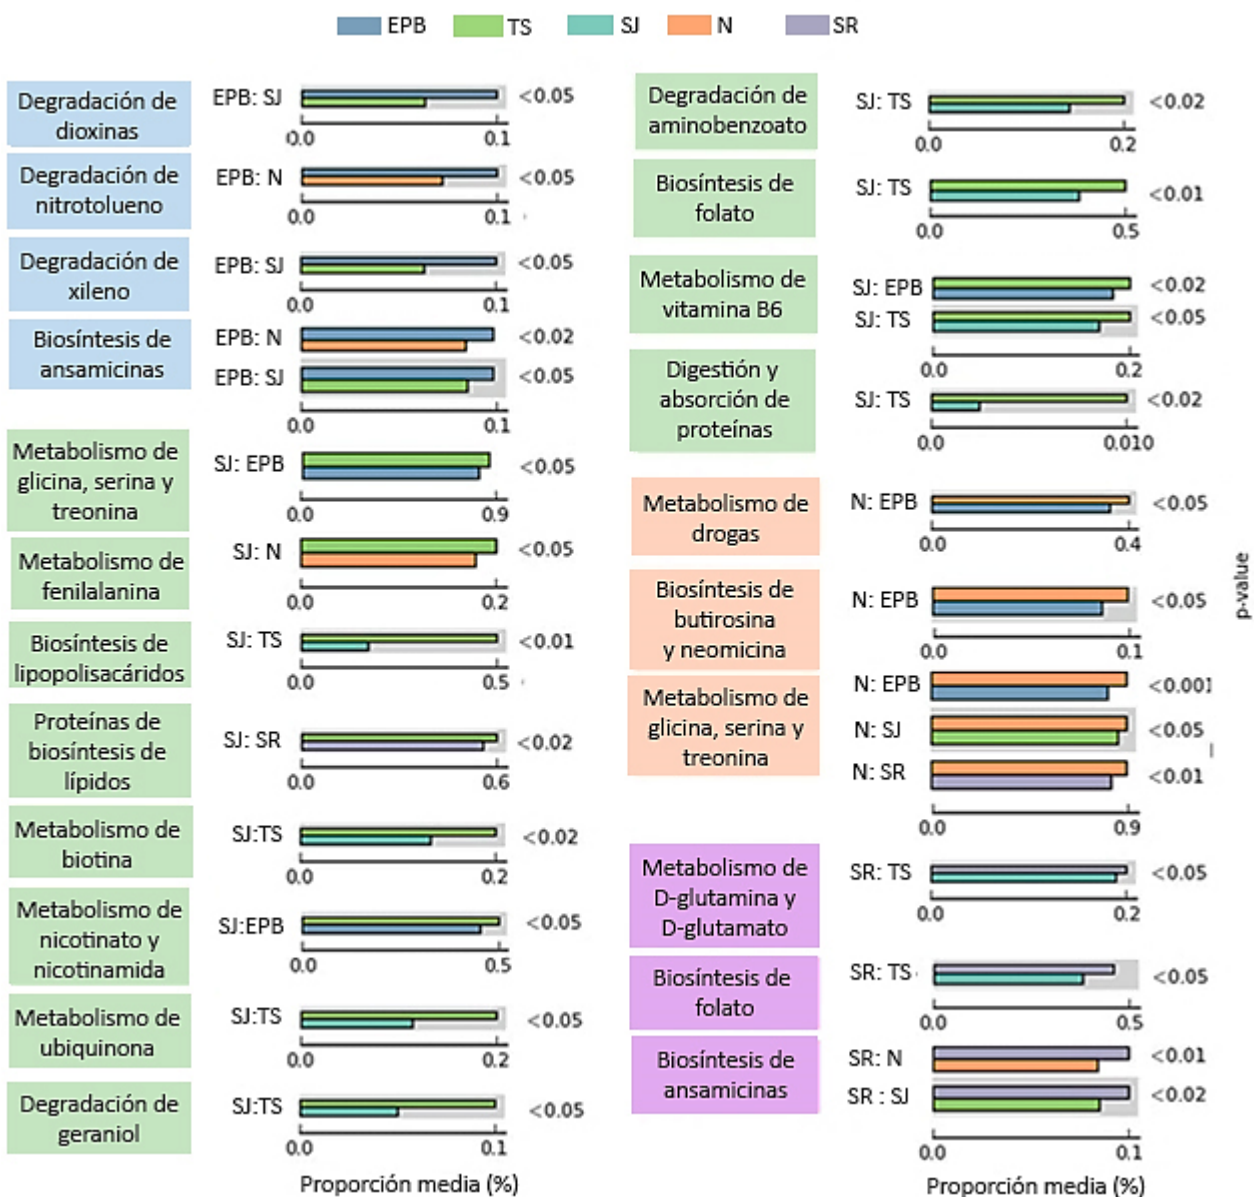 EPB TS SJ N SR
Degradación de
dioxinas
EPB: SJ
<0.05
0.0 0.1
Degradación de
nitrotolueno
EPB: N
<0.05
0.0 0.1
Degradación de
xileno
EPB: SJ
<0.05
0.0 0.1
Biosíntesis de
ansamicinas
EPB: N
<0.02
EPB: SJ
<0.05
0.0 0.1
Metabolismo de
glicina, serina y
treonina
SJ: EPB
<0.05
0.0 0.9
Metabolismo de
fenilalanina
SJ: N
<0.05
0.0 0.2
Biosíntesis de
lipopolisacáridos
SJ: TS
<0.01
0.0 0.5
Proteínas de
biosíntesis de
lípidos
SJ: SR
<0.02
0.0 0.6
Metabolismo de
biotina
SJ:TS
<0.02
0.0 0.2
Metabolismo de
nicotinato y
nicotinamida
SJ:EPB
<0.05
0.0 0.5
Metabolismo de
ubiquinona
SJ:TS
<0.05
0.0 0.2
Degradación de
geraniol
SJ:TS
<0.05
0.0 0.1
Proporción media (%)
Degradación de
aminobenzoato
SJ: TS
<0.02
0.0 0.2
Biosíntesis de
folato
SJ: TS
<0.01
0.0 0.5
Metabolismo de
vitamina B6
SJ: EPB
<0.02
SJ: TS
<0.05
0.0 0.2
Digestión y
absorción de
proteínas
SJ: TS
<0.02
0.0 0.010
Metabolismo de
drogas
N: EPB
<0.05
0.0 0.4
Biosíntesis de
butirosina
y neomicina
N: EPB
<0.05
0.0 0.1
Metabolismo de
glicina, serina y
treonina
N: EPB
<0.001
N: SJ
<0.05
N: SR
<0.01
0.0 0.9
Metabolismo de
D-glutamina y
D-glutamato
SR: TS
<0.05
0.0 0.2
Biosíntesis de
folato
SR: TS
<0.05
0.0 0.5
Biosíntesis de
ansamicinas
SR: N
<0.01
SR : SJ
<0.02
0.0 0.1
Proporción media (%)
p-value